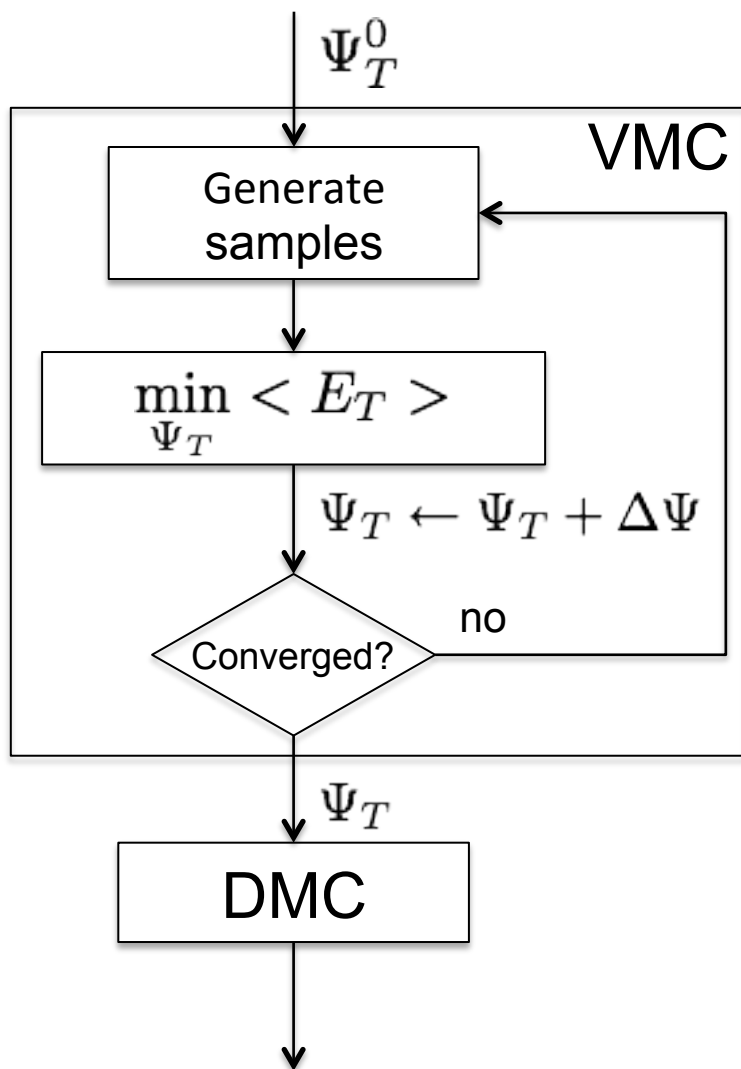 Ψ_T^0
VMC
Generate
samples
min < E_T >
Ψ_T
Ψ_T ← Ψ_T + ΔΨ
no
Converged?
Ψ_T
DMC